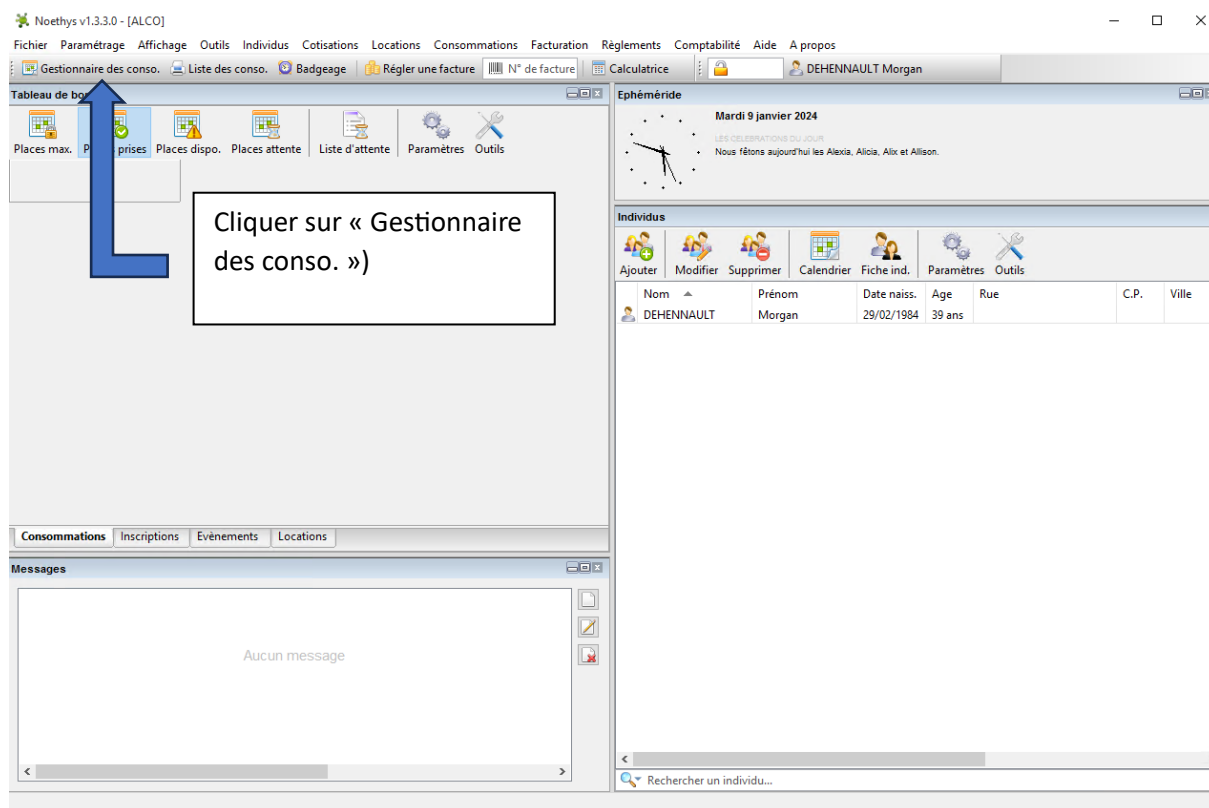 Noethys v1.3.3.0 - [ALCO]
Fichier Paramétrage Affichage Outils Individus Cotisations Locations Consommations Facturation Règlements Comptabilité Aide A propos
Gestionnaire des conso. Liste des conso. Badgeage Régler une facture N° de facture Calculatrice DEHENNAULT Morgan
Tableau de bo
Places max. P prises Places dispo. Places attente Liste d'attente Paramètres Outils
Cliquer sur « Gestionnaire
des conso. »)
Consommations Inscriptions Evènements Locations
Messages
Aucun message
Ephéméride
Mardi 9 janvier 2024
LES CELEBRATIONS DU JOUR
Nous fêtons aujourd'hui les Alexia, Alicia, Alix et Allison.
Individus
Ajouter Modifier Supprimer Calendrier Fiche ind. Paramètres Outils
Nom Prénom Date naiss. Age Rue C.P. Ville
DEHENNAULT Morgan 29/02/1984 39 ans
Rechercher un individu...